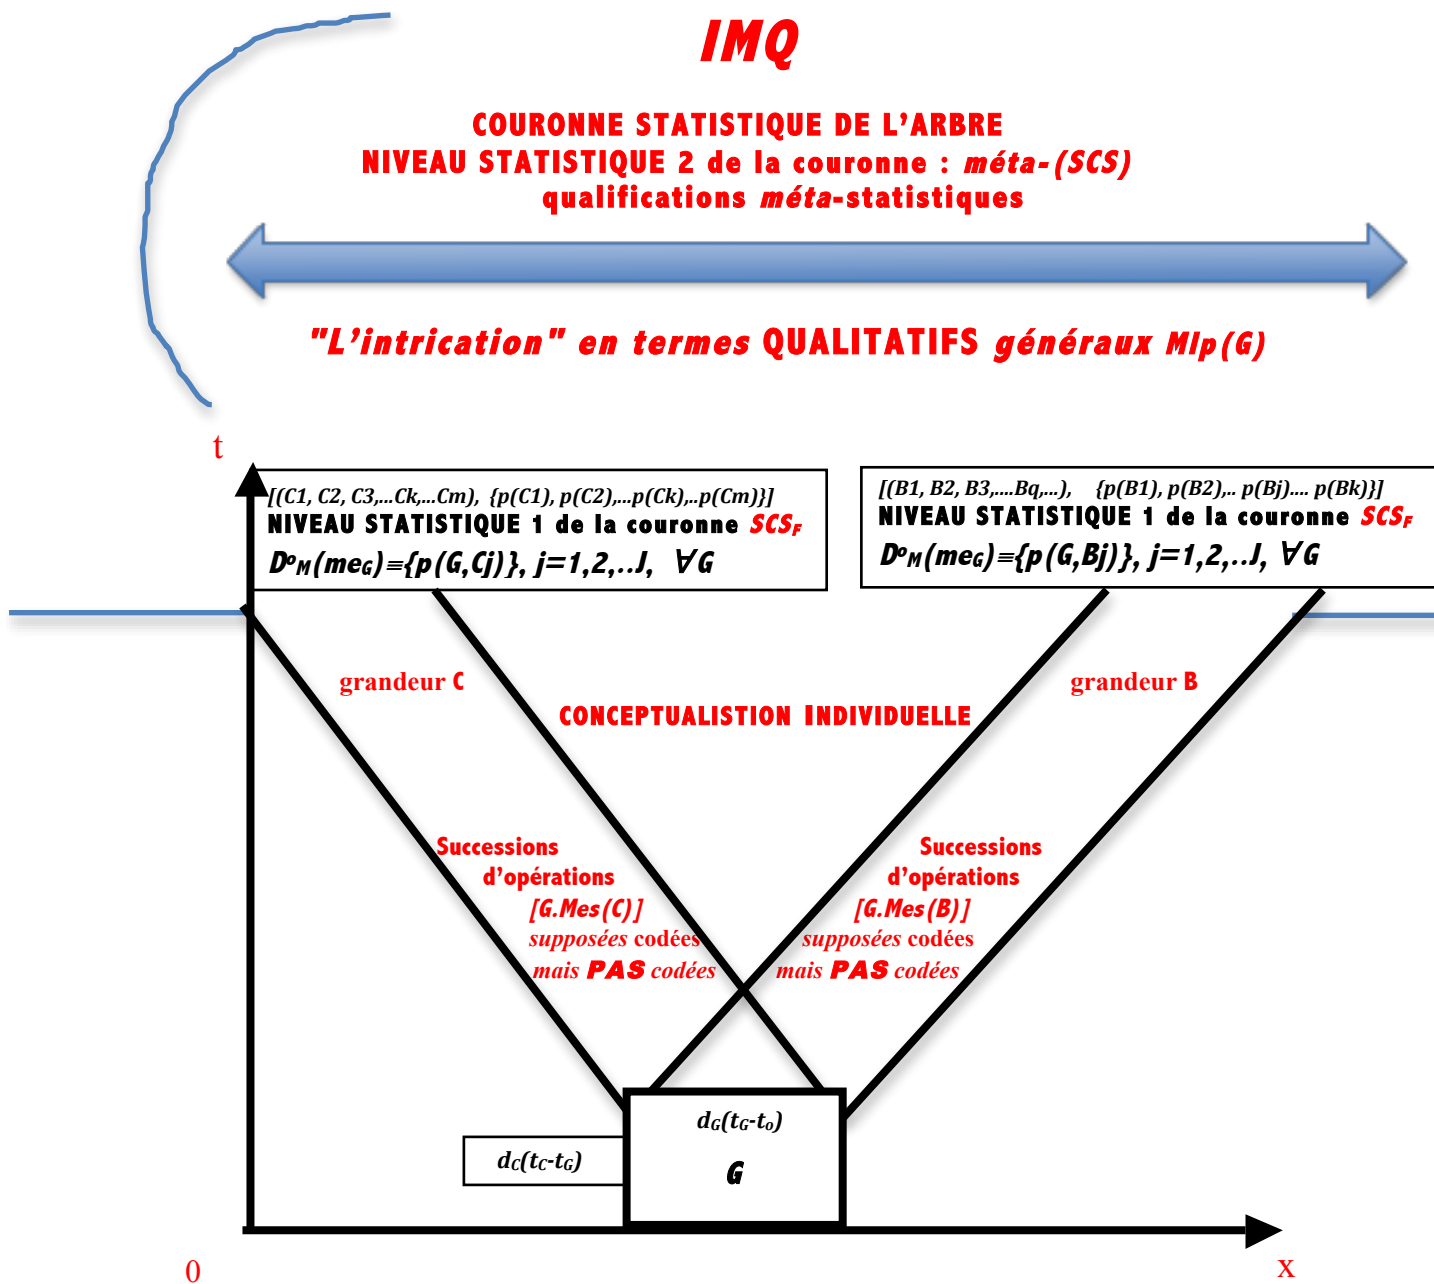 IMQ
COURONNE STATISTIQUE DE L’ARBRE
NIVEAU STATISTIQUE 2 de la couronne : méta-(SCS)
qualifications méta-statistiques
"L’intrication" en termes QUALITATIFS généraux Mlp(G)
t
[(C1, C2, C3,...Ck,...Cm), {p(C1), p(C2),...p(Ck),..p(Cm)}]
NIVEAU STATISTIQUE 1 de la couronne SCSF
DoM(meG)≡{p(G,Cj)}, j=1,2,..J, ∀G
[(B1, B2, B3,....Bq,...), {p(B1), p(B2),.. p(Bj).... p(Bk)}]
NIVEAU STATISTIQUE 1 de la couronne SCSF
DoM(meG)≡{p(G,Bj)}, j=1,2,..J, ∀G
grandeur C
grandeur B
CONCEPTUALISTION INDIVIDUELLE
Successions
d’opérations
[G.Mes(C)]
supposées codées
mais PAS codées
Successions
d’opérations
[G.Mes(B)]
supposées codées
mais PAS codées
dG(tG-to)
G
dC(tC-tG)
0
x